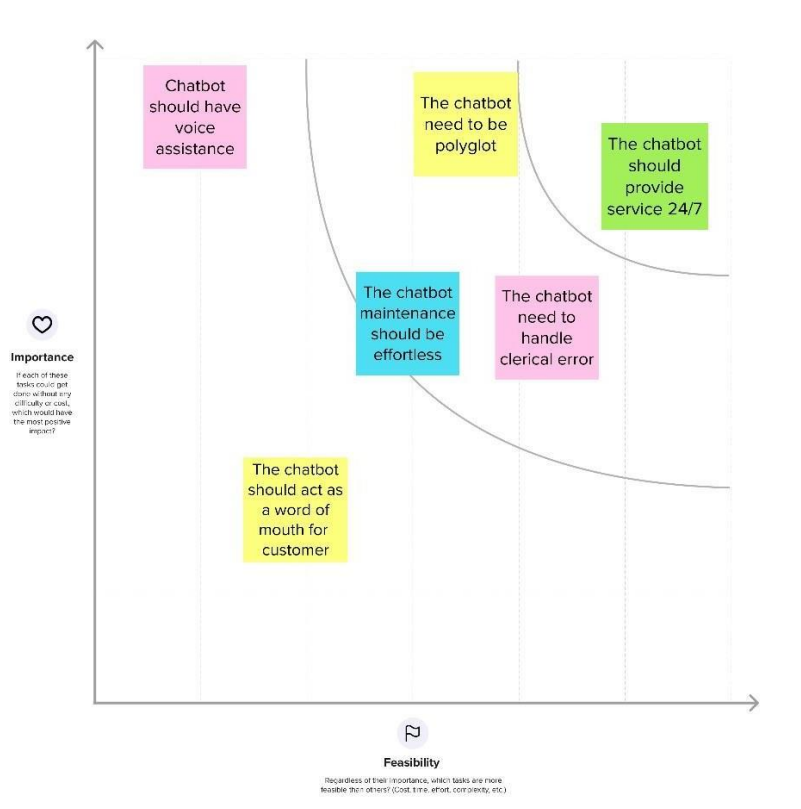 Chatbot
should have
voice
assistance
The chatbot
need to be
polyglot
The chatbot
should
provide
service 24/7
The chatbot
maintenance
should be
effortless
The chatbot
need to
handle
clerical error
Importance
If each of these
tasks could get
done without any
difficulty or cost,
which would have
the most positive
impact?
The chatbot
should act as
a word of
mouth for
customer
Feasibility
Regardless of their importance, which tasks are more
feasible than others? (Cost, time, effort, complexity, etc.)